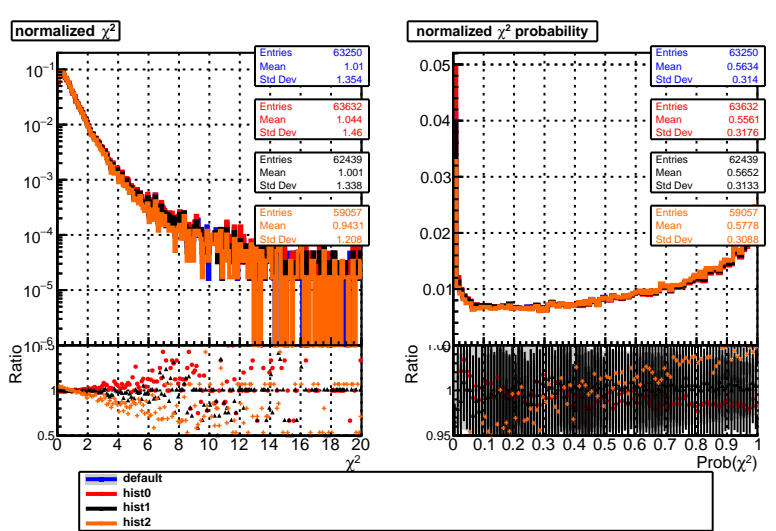 normalized χ²
Entries 63250
Mean 1.01
Std Dev 1.354
Entries 63632
Mean 1.044
Std Dev 1.46
Entries 62439
Mean 1.001
Std Dev 1.338
Entries 59057
Mean 0.9431
Std Dev 1.208
10⁻¹
10⁻²
10⁻³
10⁻⁴
10⁻⁵
Ratio
1
0.5
0 2 4 6 8 10 12 14 16 18 20
χ²
normalized χ² probability
Entries 63250
Mean 0.5634
Std Dev 0.314
Entries 63632
Mean 0.5561
Std Dev 0.3176
Entries 62439
Mean 0.5652
Std Dev 0.3133
Entries 59057
Mean 0.5778
Std Dev 0.3088
0.05
0.04
0.03
0.02
0.01
Ratio
1
0.95
0 0.1 0.2 0.3 0.4 0.5 0.6 0.7 0.8 0.9 1
Prob(χ²)
default
hist0
hist1
hist2